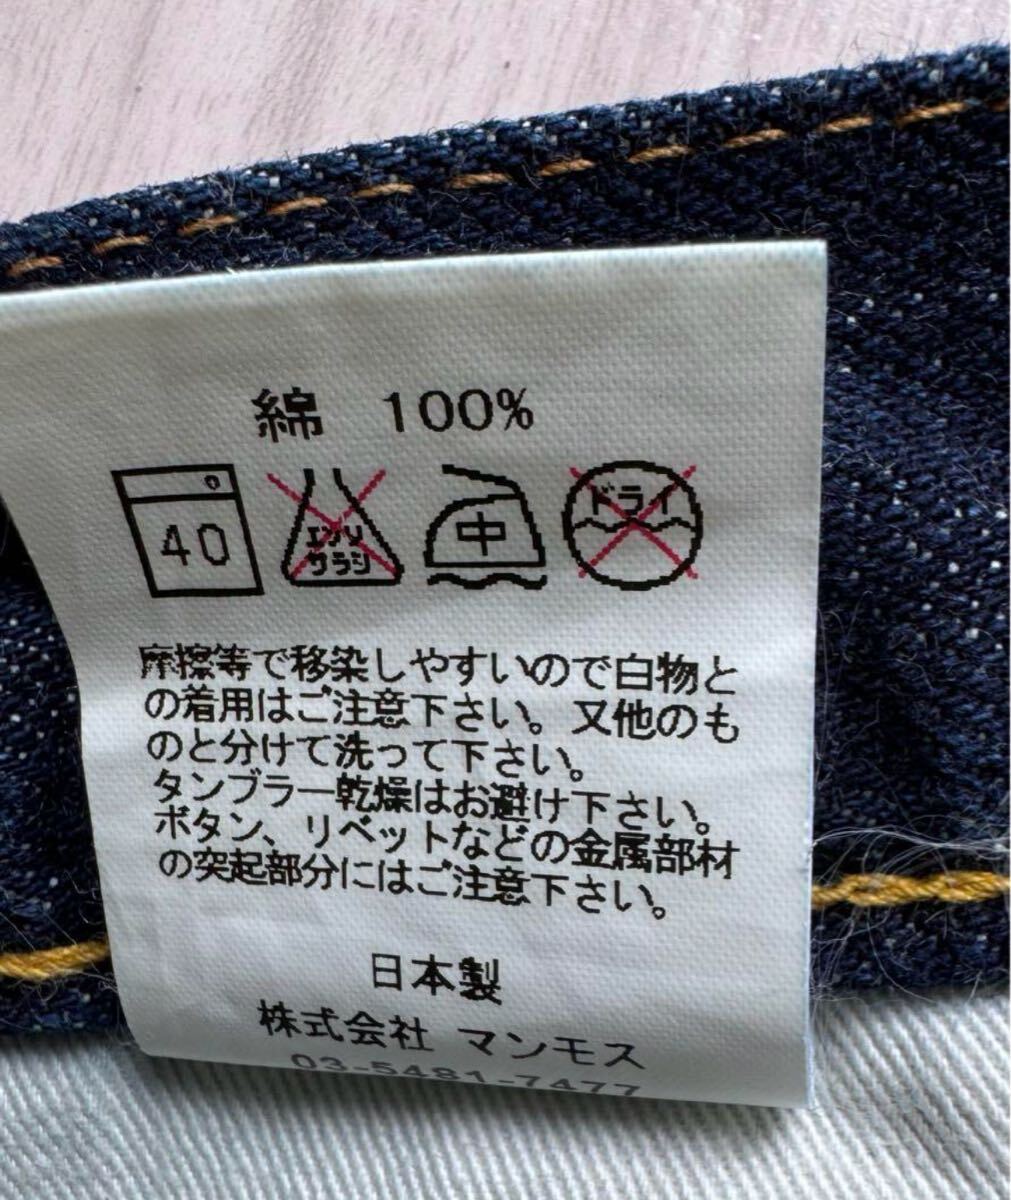 綿 100%
40 エンソサラシ 中 ドライ
摩擦等で移染しやすいので白物と
の着用はご注意下さい。又他のも
のと分けて洗って下さい。
タンブラー乾燥はお避け下さい。
ボタン、リベットなどの金属部材
の突起部分にはご注意下さい。
日本製
株式会社 マンモス
03-5481-7477